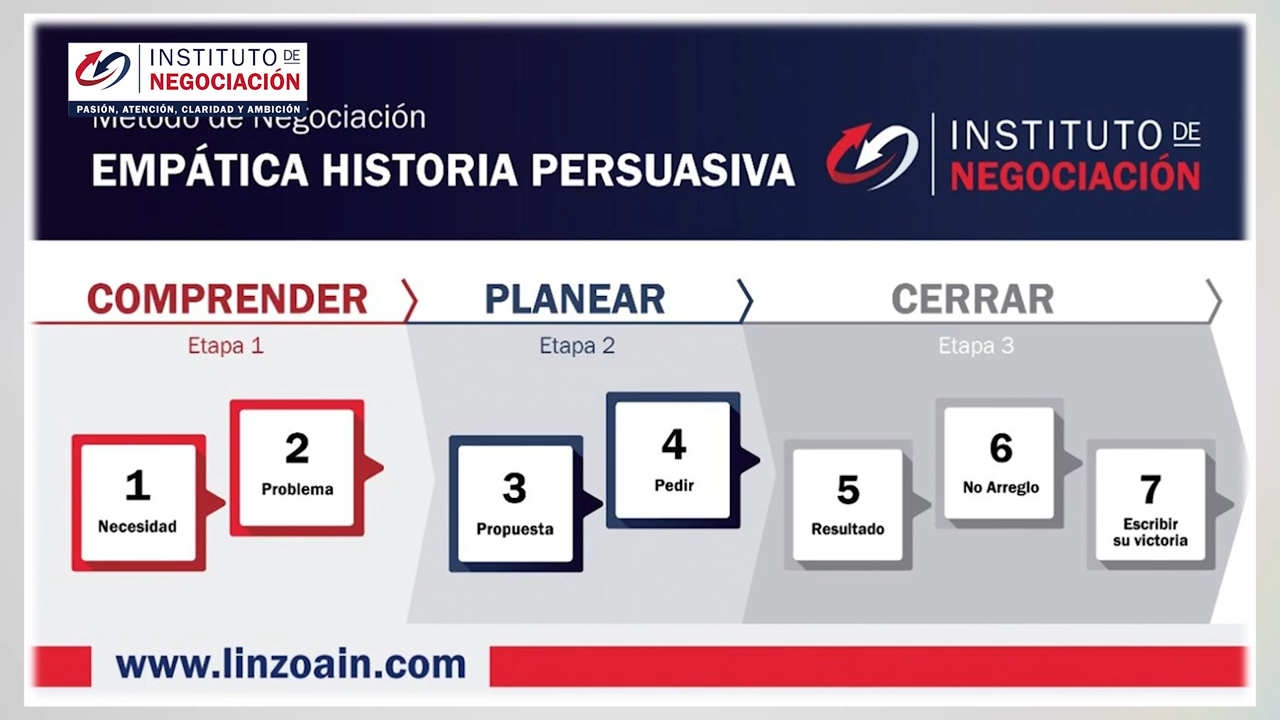 INSTITUTO DE
NEGOCIACIÓN
PASIÓN, ATENCIÓN, CLARIDAD Y AMBICIÓN
Método de Negociación
EMPÁTICA HISTORIA PERSUASIVA
INSTITUTO DE
NEGOCIACIÓN
COMPRENDER
Etapa 1
PLANEAR
Etapa 2
CERRAR
Etapa 3
1
Necesidad
2
Problema
3
Propuesta
4
Pedir
5
Resultado
6
No Arreglo
7
Escribir
su victoria
www.linzoain.com